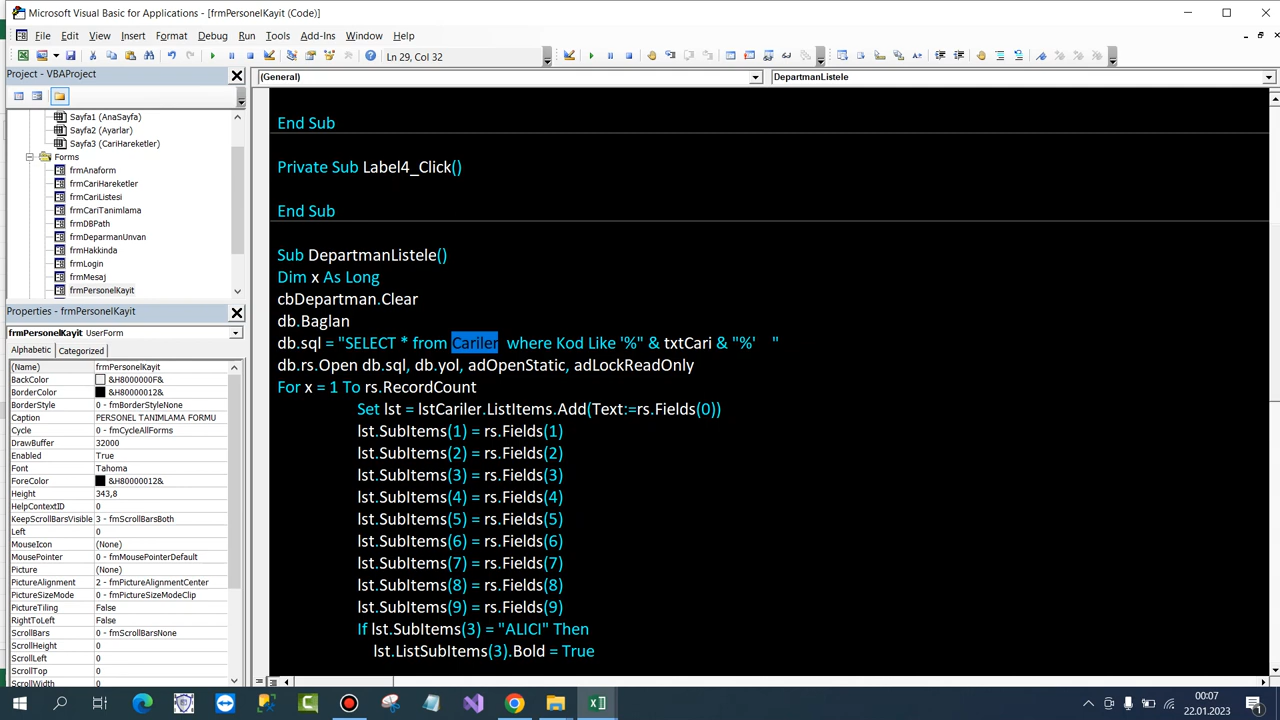 Microsoft Visual Basic for Applications - [frmPersonelKayit (Code)]
File Edit View Insert Format Debug Run Tools Add-Ins Window Help
Ln 29, Col 32
Project - VBAProject
(General)
DepartmanListele
Sayfa1 (AnaSayfa)
Sayfa2 (Ayarlar)
Sayfa3 (CariHareketler)
Forms
frmAnaform
frmCariHareketler
frmCariListesi
frmCariTanimlama
frmDBPath
frmDeparmanUnvan
frmHakkinda
frmLogin
frmMesaj
frmPersonelKayit
Properties - frmPersonelKayit
frmPersonelKayit UserForm
Alphabetic Categorized
(Name) frmPersonelKayit
BackColor &H8000000F&
BorderColor &H80000012&
BorderStyle 0 - fmBorderStyleNone
Caption PERSONEL TANIMLAMA FORMU
Cycle 0 - fmCycleAllForms
DrawBuffer 32000
Enabled True
Font Tahoma
ForeColor &H80000012&
Height 343,8
HelpContextID 0
KeepScrollBarsVisible 3 - fmScrollBarsBoth
Left 0
MouseIcon (None)
MousePointer 0 - fmMousePointerDefault
Picture (None)
PictureAlignment 2 - fmPictureAlignmentCenter
PictureSizeMode 0 - fmPictureSizeModeClip
PictureTiling False
RightToLeft False
ScrollBars 0 - fmScrollBarsNone
ScrollHeight 0
ScrollLeft 0
ScrollTop 0
ScrollWidth 0
End Sub
Private Sub Label4_Click()
End Sub
Sub DepartmanListele()
Dim x As Long
cbDepartman.Clear
db.Baglan
db.sql = "SELECT * from Cariler  where Kod Like '%" & txtCari & "%'    "
db.rs.Open db.sql, db.yol, adOpenStatic, adLockReadOnly
For x = 1 To rs.RecordCount
Set lst = lstCariler.ListItems.Add(Text:=rs.Fields(0))
lst.SubItems(1) = rs.Fields(1)
lst.SubItems(2) = rs.Fields(2)
lst.SubItems(3) = rs.Fields(3)
lst.SubItems(4) = rs.Fields(4)
lst.SubItems(5) = rs.Fields(5)
lst.SubItems(6) = rs.Fields(6)
lst.SubItems(7) = rs.Fields(7)
lst.SubItems(8) = rs.Fields(8)
lst.SubItems(9) = rs.Fields(9)
If lst.SubItems(3) = "ALICI" Then
lst.ListSubItems(3).Bold = True
00:07
22.01.2023